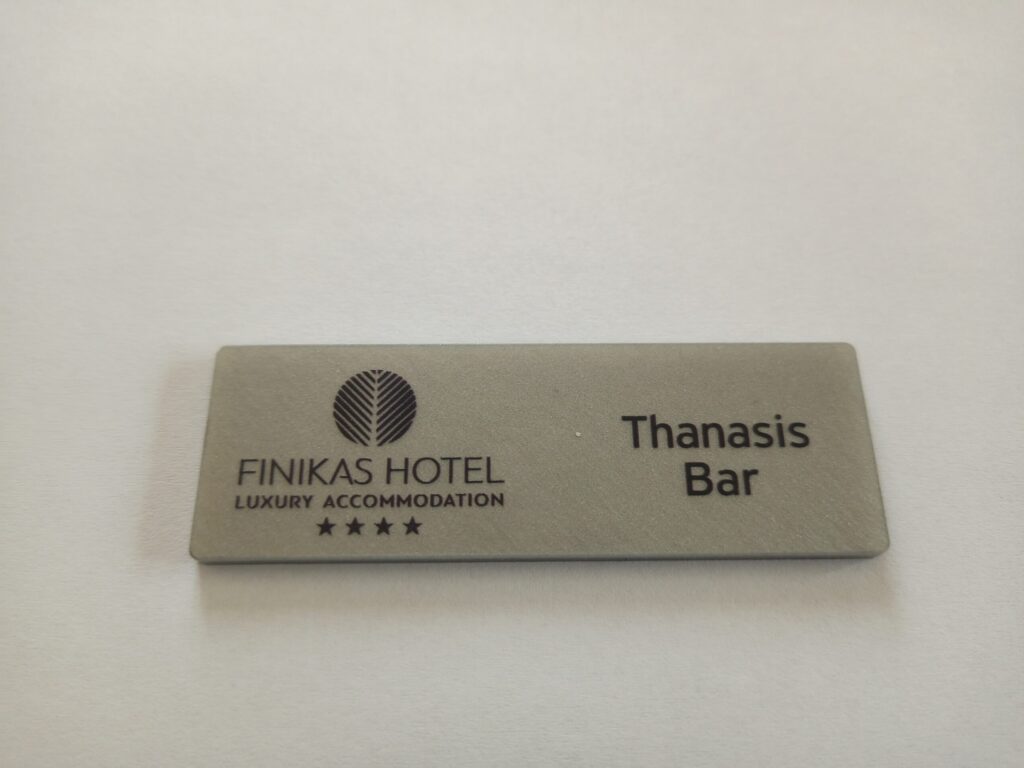 FINIKAS HOTEL
LUXURY ACCOMMODATION
Thanasis
Bar